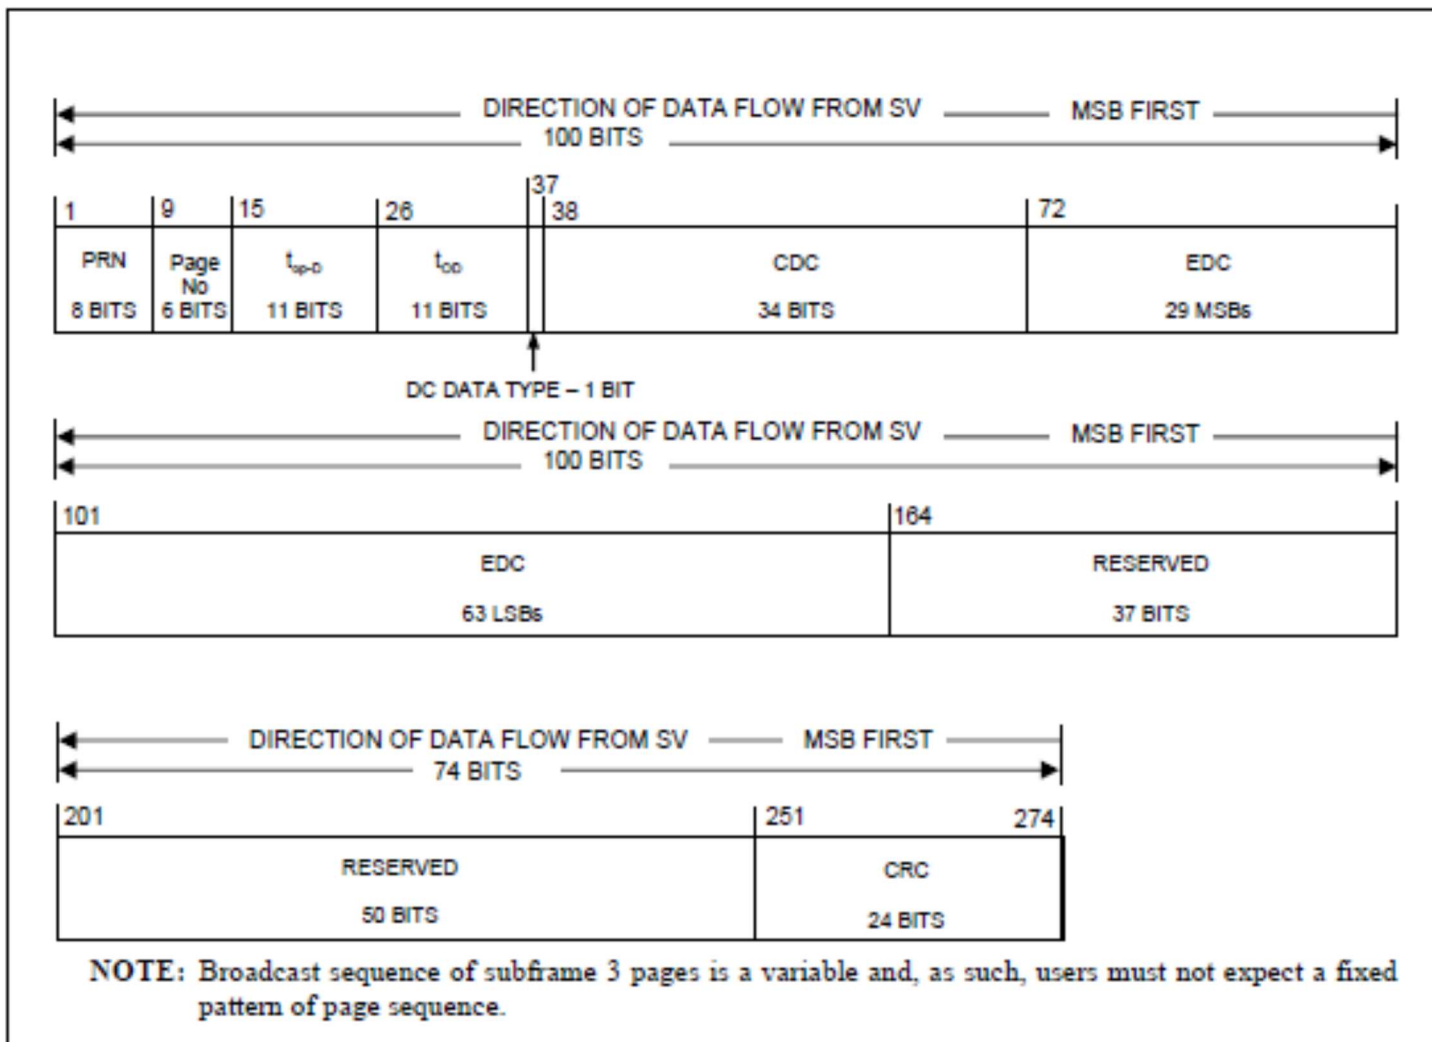 DIRECTION OF DATA FLOW FROM SV MSB FIRST
100 BITS
1 9 15 26 37 38 72
PRN Page No t_op-D t_OD CDC EDC
8 BITS 6 BITS 11 BITS 11 BITS 34 BITS 29 MSBs
DC DATA TYPE – 1 BIT
DIRECTION OF DATA FLOW FROM SV MSB FIRST
100 BITS
101 164
EDC RESERVED
63 LSBs 37 BITS
DIRECTION OF DATA FLOW FROM SV MSB FIRST
74 BITS
201 251 274
RESERVED CRC
50 BITS 24 BITS
NOTE: Broadcast sequence of subframe 3 pages is a variable and, as such, users must not expect a fixed
pattern of page sequence.